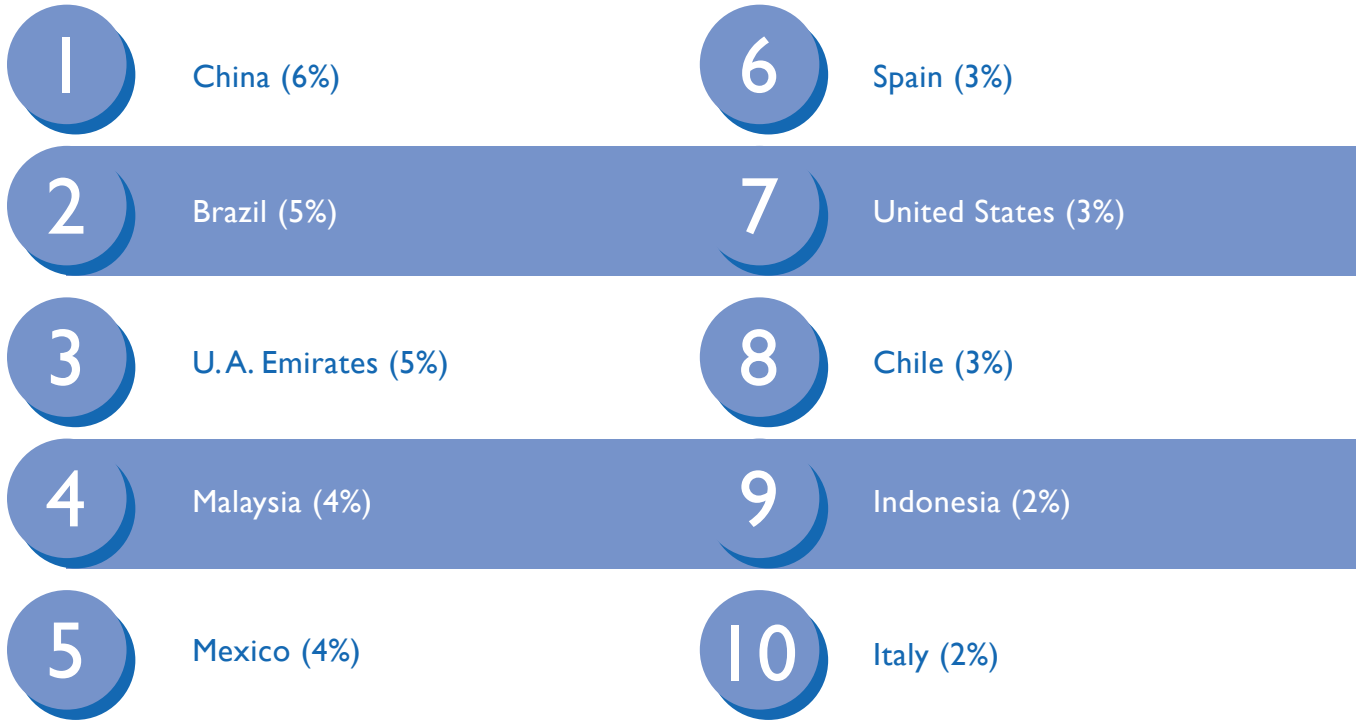 1 China (6%)
2 Brazil (5%)
3 U.A. Emirates (5%)
4 Malaysia (4%)
5 Mexico (4%)
6 Spain (3%)
7 United States (3%)
8 Chile (3%)
9 Indonesia (2%)
10 Italy (2%)